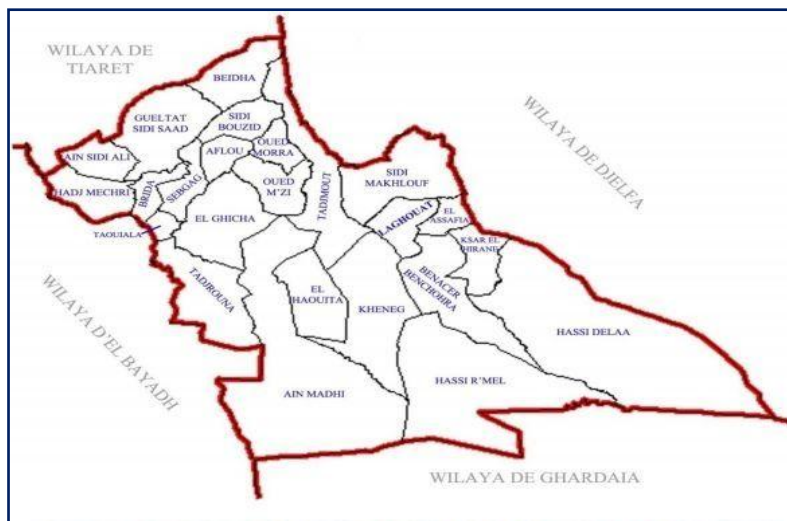 WILAYA DE
TIARET
BEIDHA
GUELTAT
SIDI SAAD
SIDI
BOUZID
AIN SIDI ALI
AFLOU
OUED
MORRA
HADJ MECHRI
BRIDA
SEBGAG
OUED
M'ZI
TADJMOUT
SIDI
MAKHLOUF
WILAYA DE DJELFA
EL GHICHA
LAGHOUAT
EL
ASSAFIA
TAOUIALA
KSAR EL
HIRANE
TADJROUNA
EL
HAOUITA
KHENEG
BENACER
BENCHOHRA
HASSI DELAA
WILAYA D'EL BAYADH
AIN MADHI
HASSI R'MEL
WILAYA DE GHARDAIA